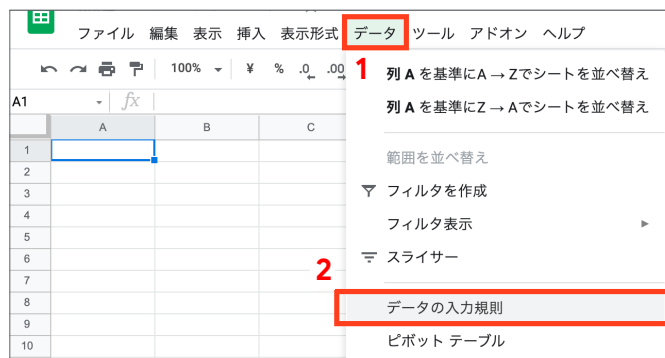 ファイル 編集 表示 挿入 表示形式 データ ツール アドオン ヘルプ
100% ¥ % .0 .00
1
列 A を基準にA → Zでシートを並べ替え
A1 fx
列 A を基準にZ → Aでシートを並べ替え
A B C
範囲を並べ替え
フィルタを作成
フィルタ表示
スライサー
2
データの入力規則
ピボット テーブル
1
2
3
4
5
6
7
8
9
10